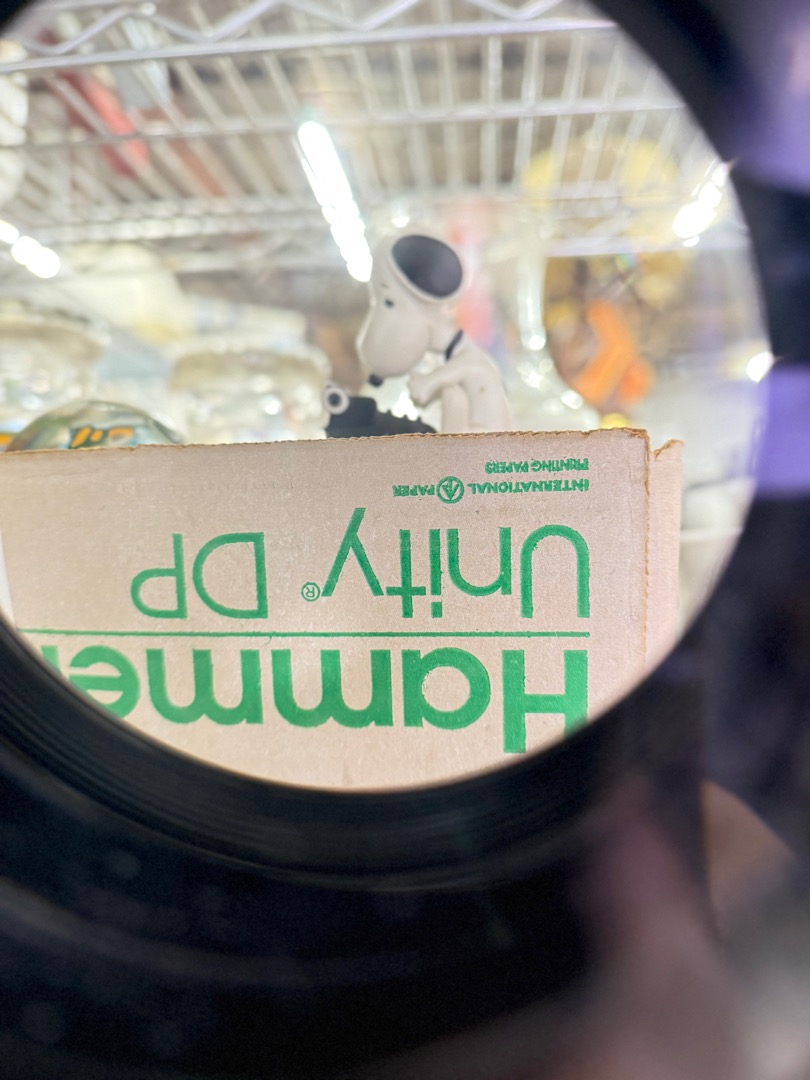 Hamme
Unity® DP
INTERNATIONAL PAPER
PRINTING PAPERS